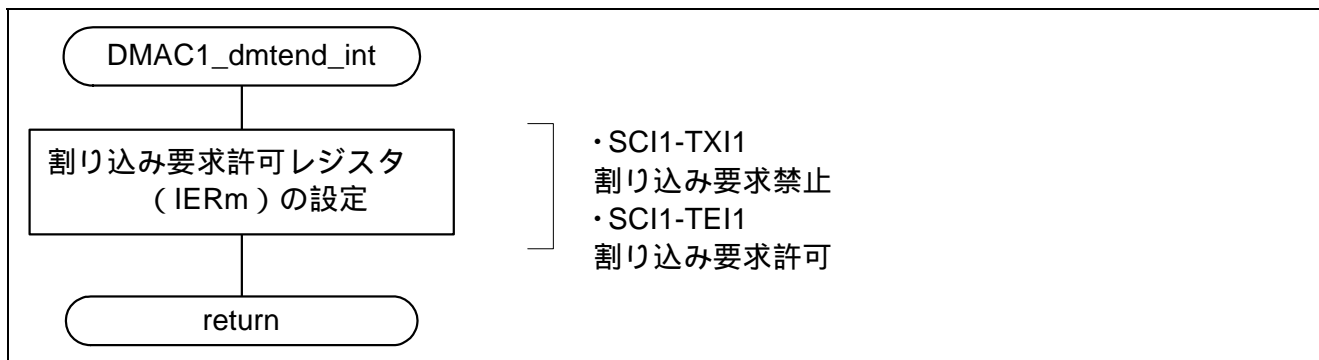 DMAC1_dmtend_int
割り込み要求許可レジスタ
（IERm）の設定
・SCI1-TXI1
割り込み要求禁止
・SCI1-TEI1
割り込み要求許可
return